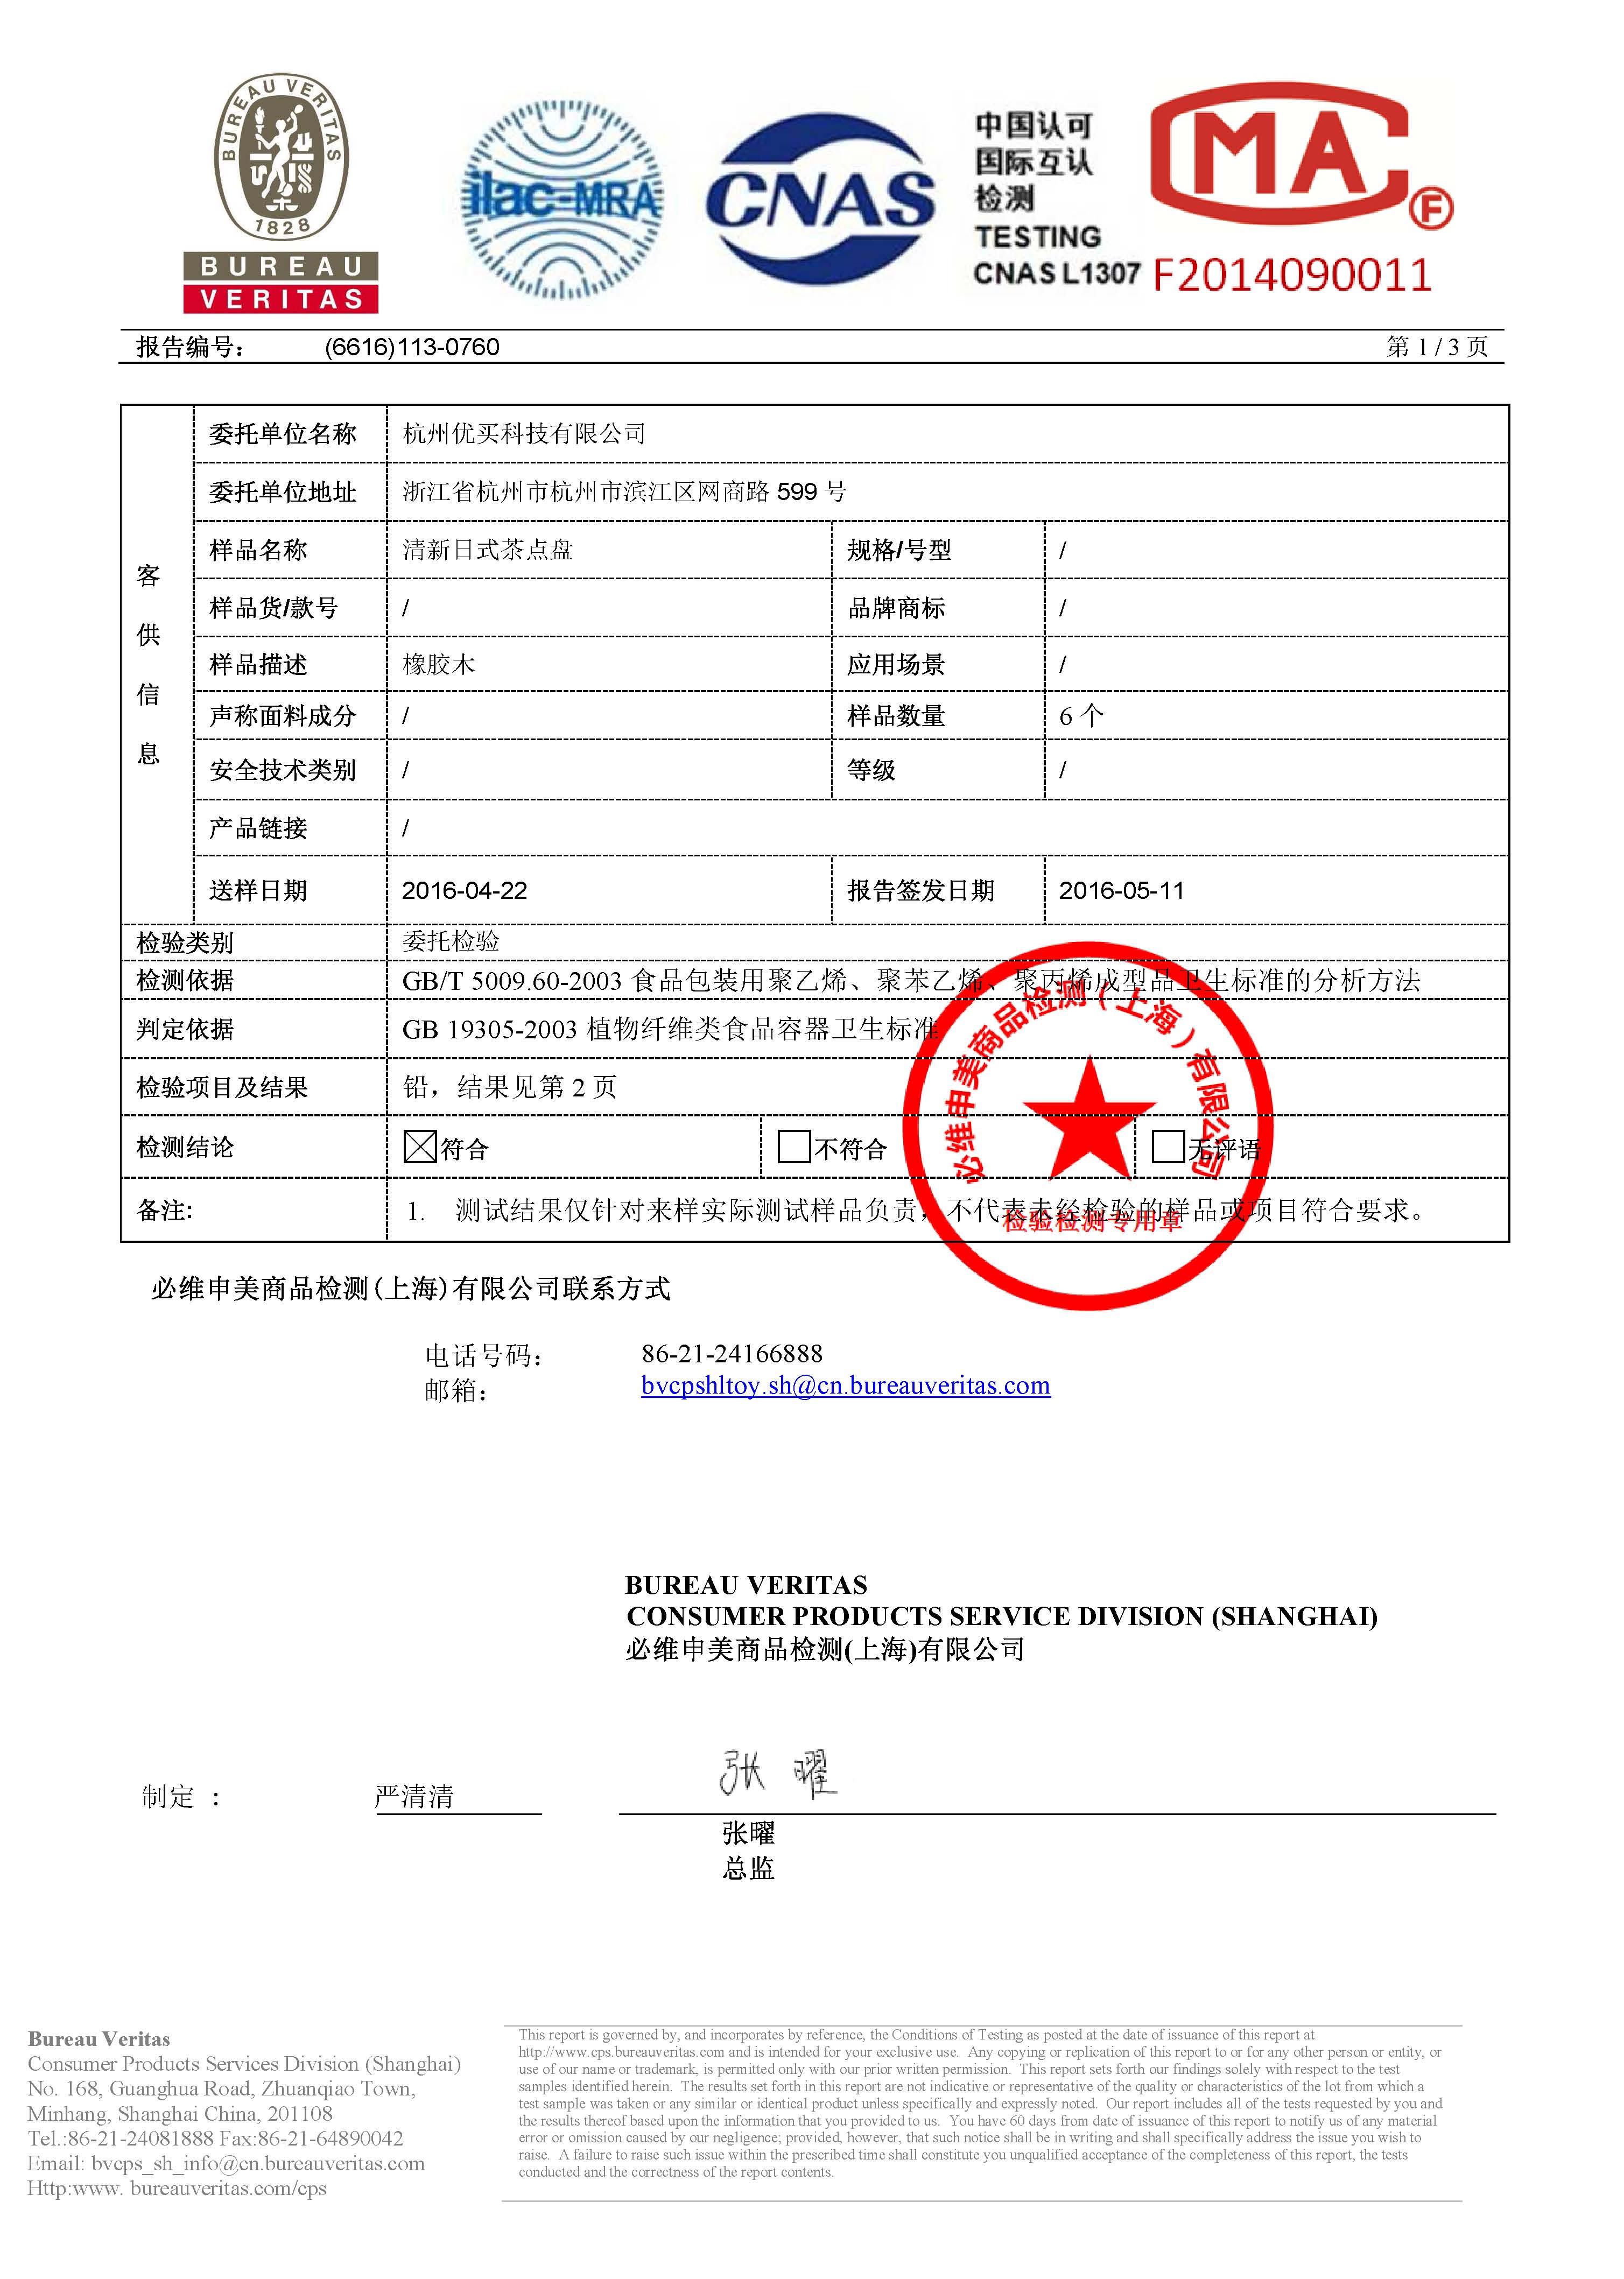 BUREAU VERITAS
1828
BUREAU
VERITAS
ilac-MRA
CNAS
中国认可
国际互认
检测
TESTING
CNAS L1307
MA
F
F2014090011
报告编号： (6616)113-0760 第 1 / 3 页
客供信息
委托单位名称 杭州优买科技有限公司
委托单位地址 浙江省杭州市杭州市滨江区网商路 599 号
样品名称 清新日式茶点盘 规格/号型 /
样品货/款号 / 品牌商标 /
样品描述 橡胶木 应用场景 /
声称面料成分 / 样品数量 6 个
安全技术类别 / 等级 /
产品链接 /
送样日期 2016-04-22 报告签发日期 2016-05-11
检验类别 委托检验
检测依据 GB/T 5009.60-2003 食品包装用聚乙烯、聚苯乙烯、聚丙烯成型品卫生标准的分析方法
判定依据 GB 19305-2003 植物纤维类食品容器卫生标准
检验项目及结果 铅，结果见第 2 页
检测结论 符合 不符合 无评语
备注: 1. 测试结果仅针对来样实际测试样品负责，不代表未经检验的样品或项目符合要求。
必维申美商品检测（上海）有限公司
检验检测专用章
必维申美商品检测(上海)有限公司联系方式
电话号码： 86-21-24166888
邮箱： bvcpshltoy.sh@cn.bureauveritas.com
BUREAU VERITAS
CONSUMER PRODUCTS SERVICE DIVISION (SHANGHAI)
必维申美商品检测(上海)有限公司
张 曜
制定 ： 严清清
张曜
总监
Bureau Veritas
Consumer Products Services Division (Shanghai)
No. 168, Guanghua Road, Zhuanqiao Town,
Minhang, Shanghai China, 201108
Tel.:86-21-24081888 Fax:86-21-64890042
Email: bvcps_sh_info@cn.bureauveritas.com
Http:www. bureauveritas.com/cps
This report is governed by, and incorporates by reference, the Conditions of Testing as posted at the date of issuance of this report at
http://www.cps.bureauveritas.com and is intended for your exclusive use. Any copying or replication of this report to or for any other person or entity, or
use of our name or trademark, is permitted only with our prior written permission. This report sets forth our findings solely with respect to the test
samples identified herein. The results set forth in this report are not indicative or representative of the quality or characteristics of the lot from which a
test sample was taken or any similar or identical product unless specifically and expressly noted. Our report includes all of the tests requested by you and
the results thereof based upon the information that you provided to us. You have 60 days from date of issuance of this report to notify us of any material
error or omission caused by our negligence; provided, however, that such notice shall be in writing and shall specifically address the issue you wish to
raise. A failure to raise such issue within the prescribed time shall constitute you unqualified acceptance of the completeness of this report, the tests
conducted and the correctness of the report contents.